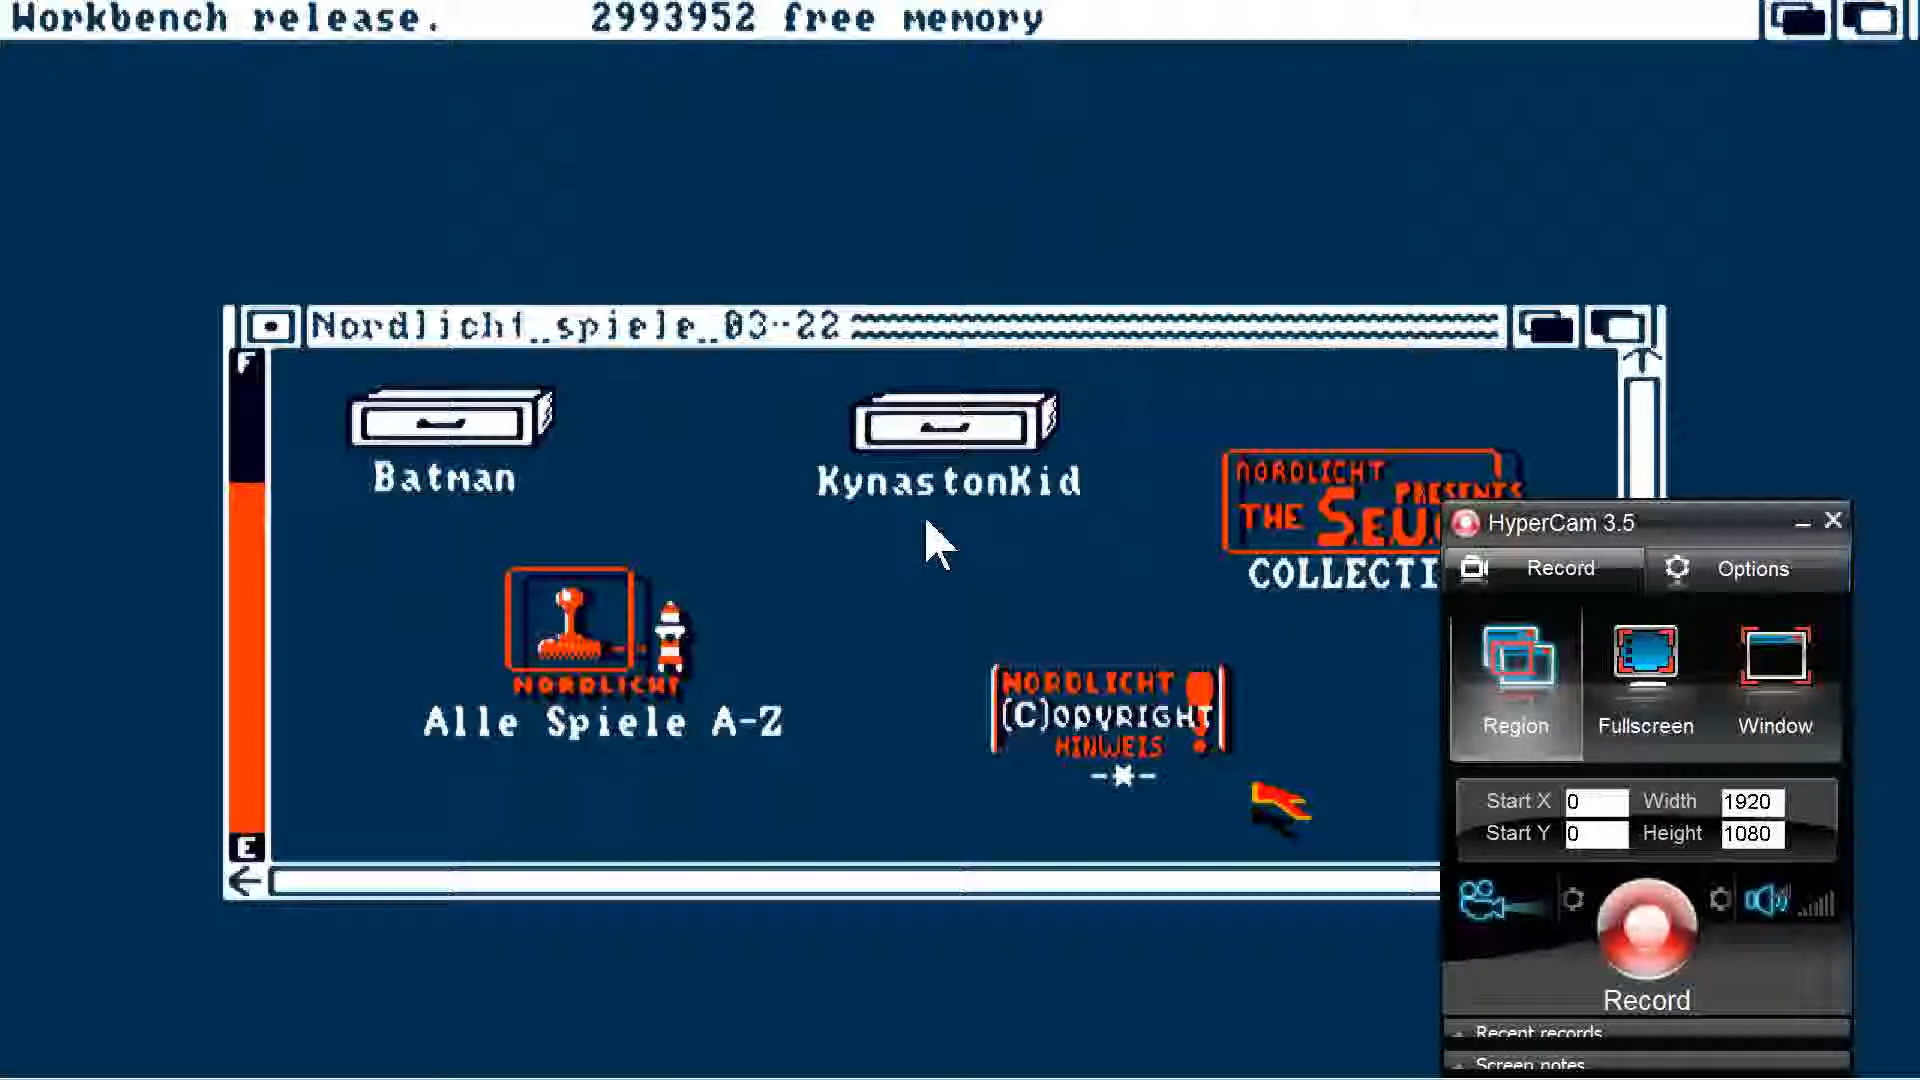 Workbench release. 2993952 free memory
Nordlicht_spiele_03-22
F
Batman
KynastonKid
NORDLICHT
PRESENTS
THE S.E.U.
COLLECTI
NORDLICHT
Alle Spiele A-Z
NORDLICHT
(C)OPYRIGHT
HINWEIS
-*-
E
HyperCam 3.5
Record Options
Region Fullscreen Window
Start X 0 Width 1920
Start Y 0 Height 1080
Record
Recent records
Screen notes